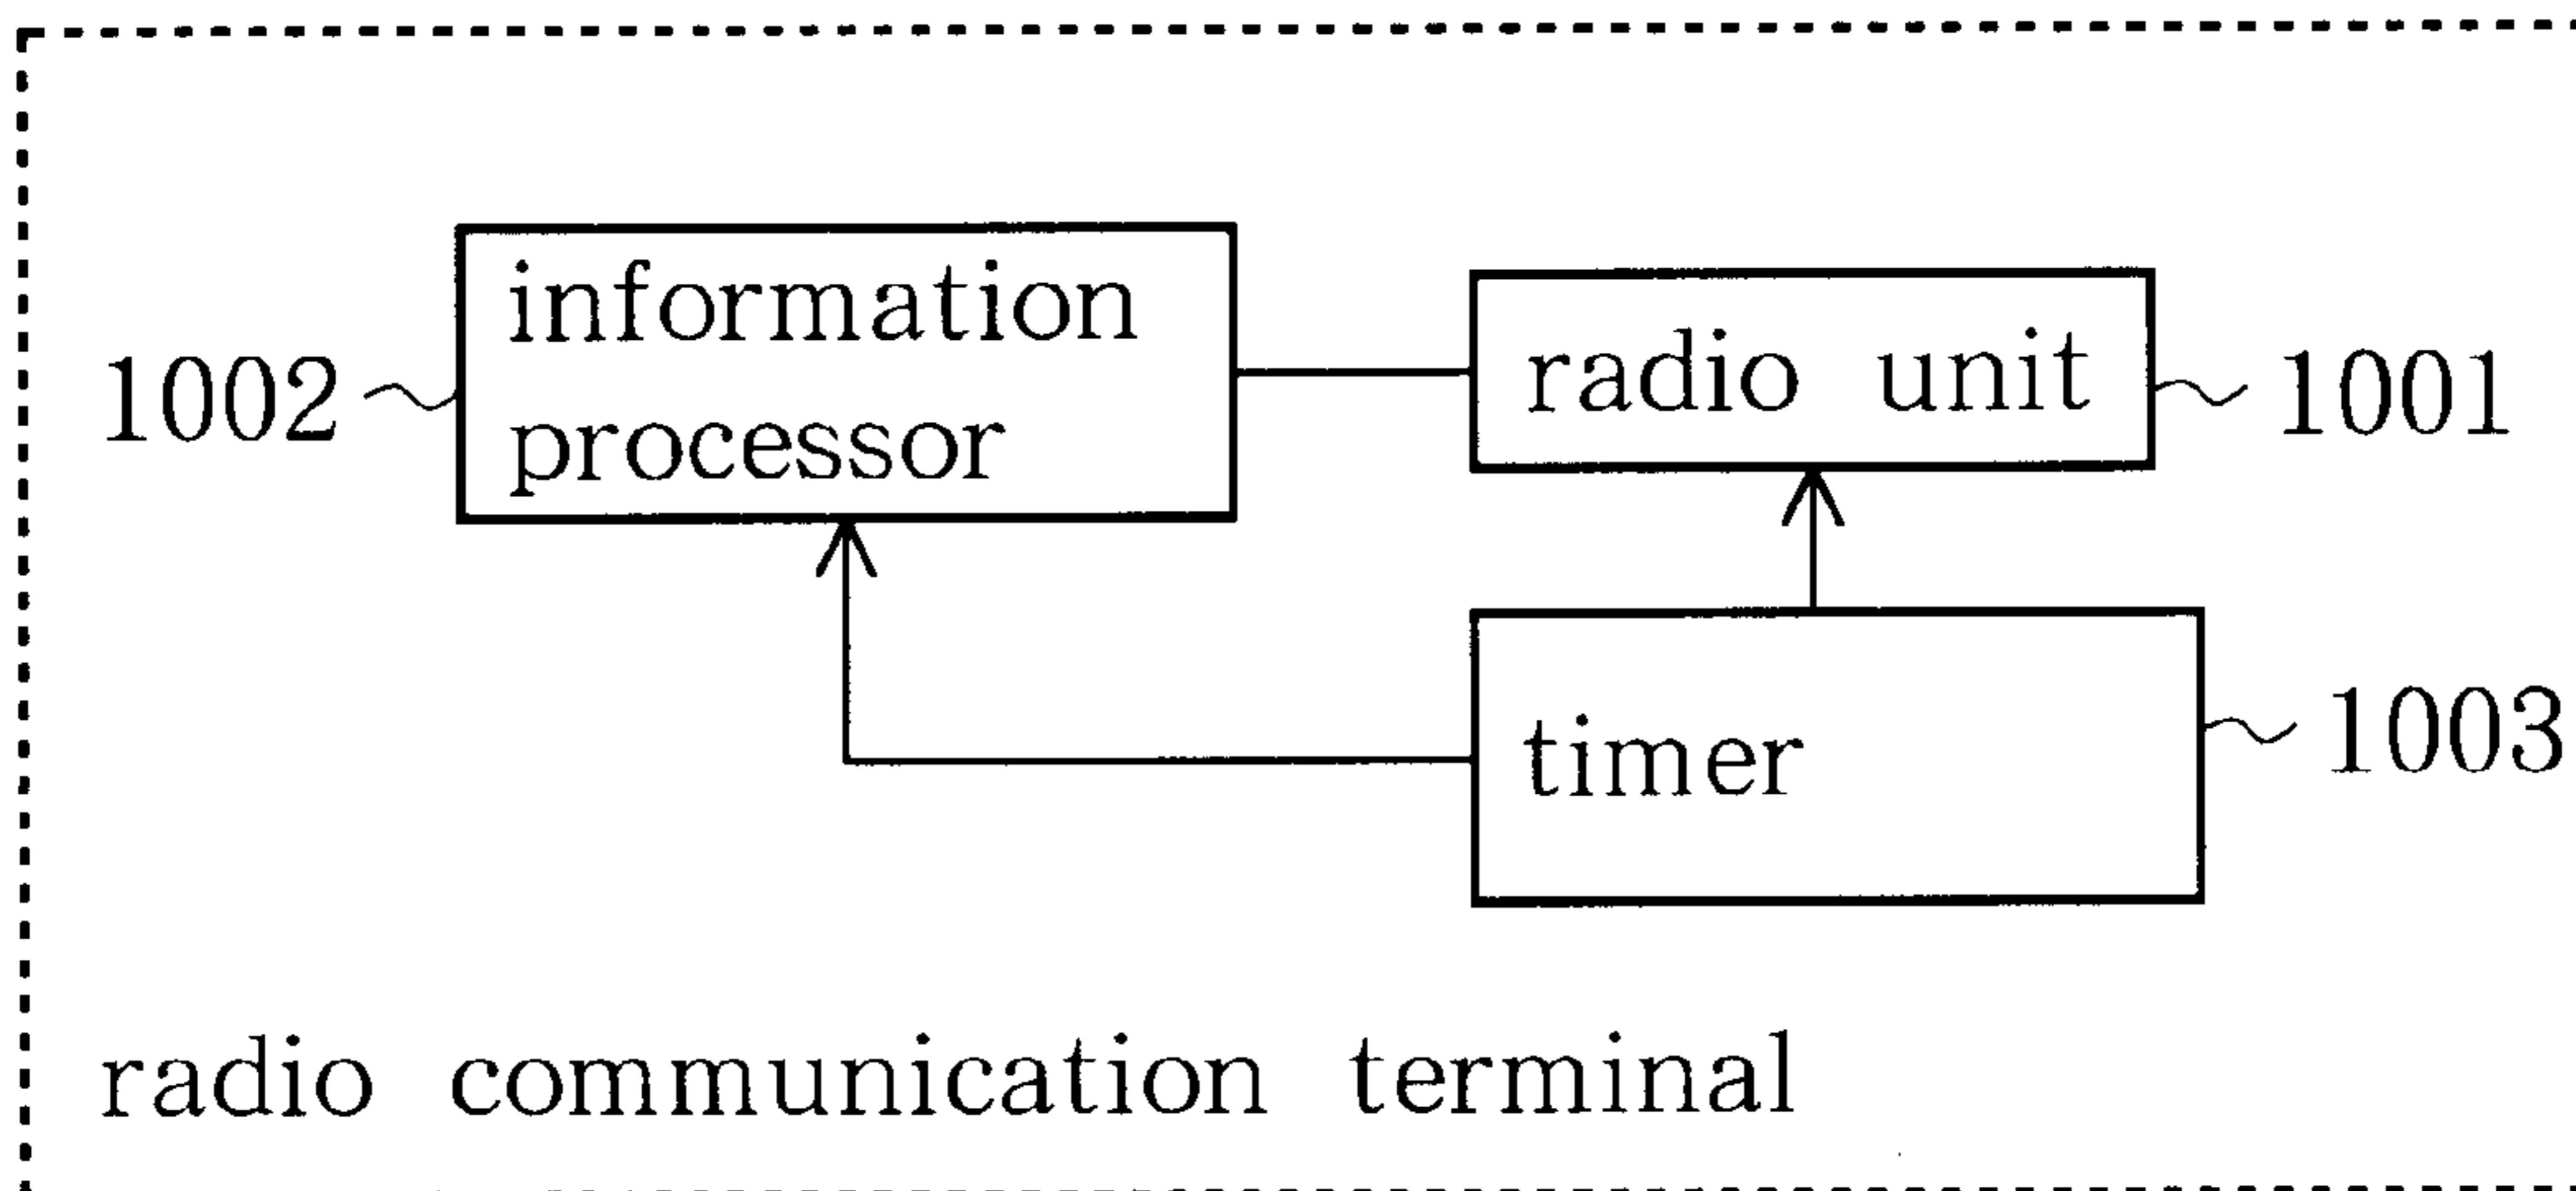 information
processor
1002
radio unit
1001
timer
1003
radio communication terminal